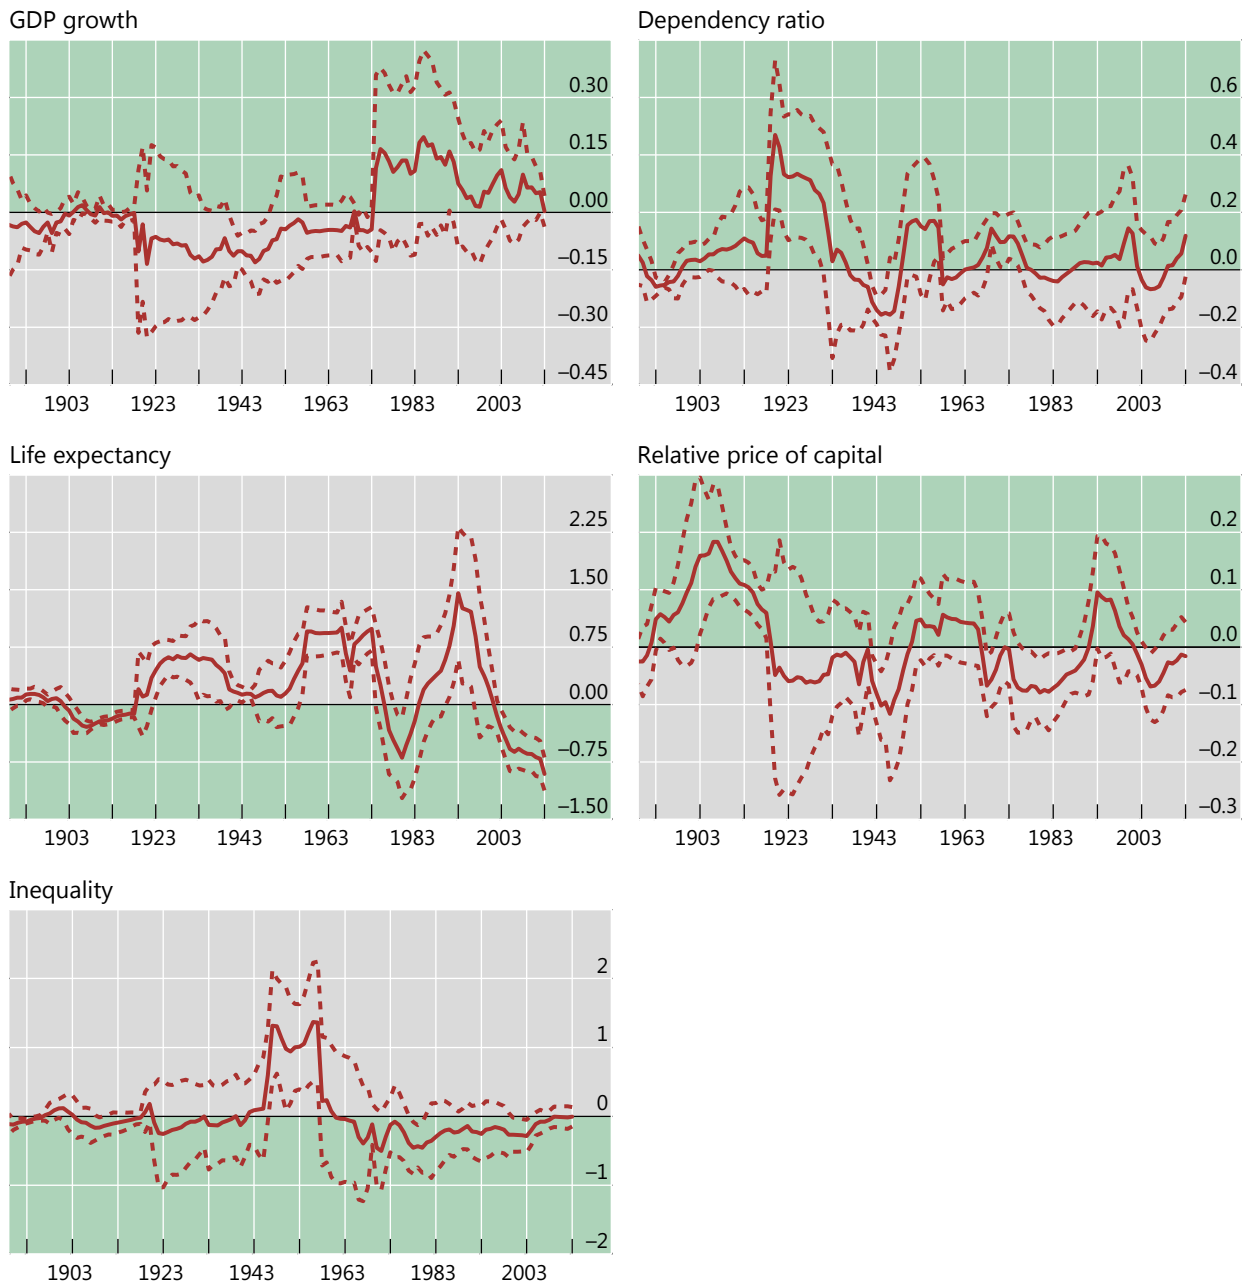 GDP growth
0.30
0.15
0.00
–0.15
–0.30
–0.45
1903 1923 1943 1963 1983 2003
Dependency ratio
0.6
0.4
0.2
0.0
–0.2
–0.4
1903 1923 1943 1963 1983 2003
Life expectancy
2.25
1.50
0.75
0.00
–0.75
–1.50
1903 1923 1943 1963 1983 2003
Relative price of capital
0.2
0.1
0.0
–0.1
–0.2
–0.3
1903 1923 1943 1963 1983 2003
Inequality
2
1
0
–1
–2
1903 1923 1943 1963 1983 2003